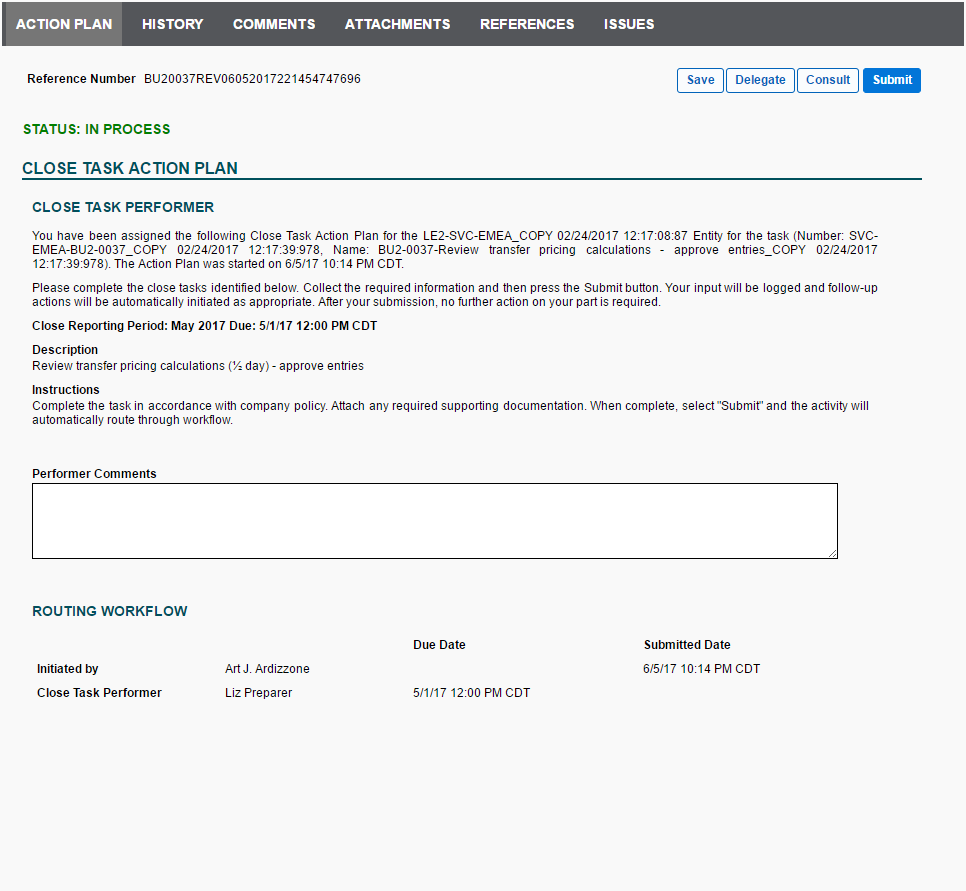 ACTION PLAN HISTORY COMMENTS ATTACHMENTS REFERENCES ISSUES
Reference Number BU20037REV06052017221454747696 Save Delegate Consult Submit
STATUS: IN PROCESS
CLOSE TASK ACTION PLAN
CLOSE TASK PERFORMER
You have been assigned the following Close Task Action Plan for the LE2-SVC-EMEA_COPY 02/24/2017 12:17:08:87 Entity for the task (Number: SVC-
EMEA-BU2-0037_COPY 02/24/2017 12:17:39:978, Name: BU2-0037-Review transfer pricing calculations - approve entries_COPY 02/24/2017
12:17:39:978). The Action Plan was started on 6/5/17 10:14 PM CDT.
Please complete the close tasks identified below. Collect the required information and then press the Submit button. Your input will be logged and follow-up
actions will be automatically initiated as appropriate. After your submission, no further action on your part is required.
Close Reporting Period: May 2017 Due: 5/1/17 12:00 PM CDT
Description
Review transfer pricing calculations (½ day) - approve entries
Instructions
Complete the task in accordance with company policy. Attach any required supporting documentation. When complete, select "Submit" and the activity will
automatically route through workflow.
Performer Comments
ROUTING WORKFLOW
Due Date Submitted Date
Initiated by Art J. Ardizzone 6/5/17 10:14 PM CDT
Close Task Performer Liz Preparer 5/1/17 12:00 PM CDT